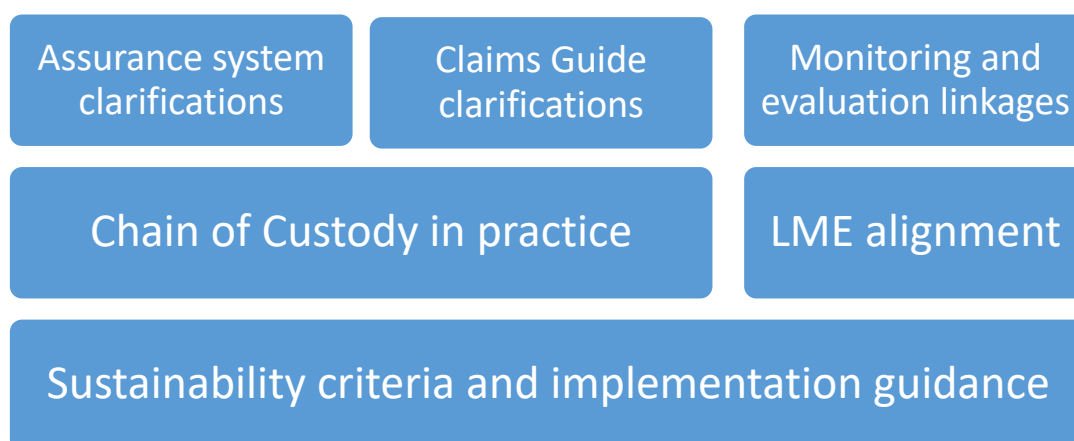 Assurance system
clarifications
Claims Guide
clarifications
Monitoring and
evaluation linkages
Chain of Custody in practice
LME alignment
Sustainability criteria and implementation guidance